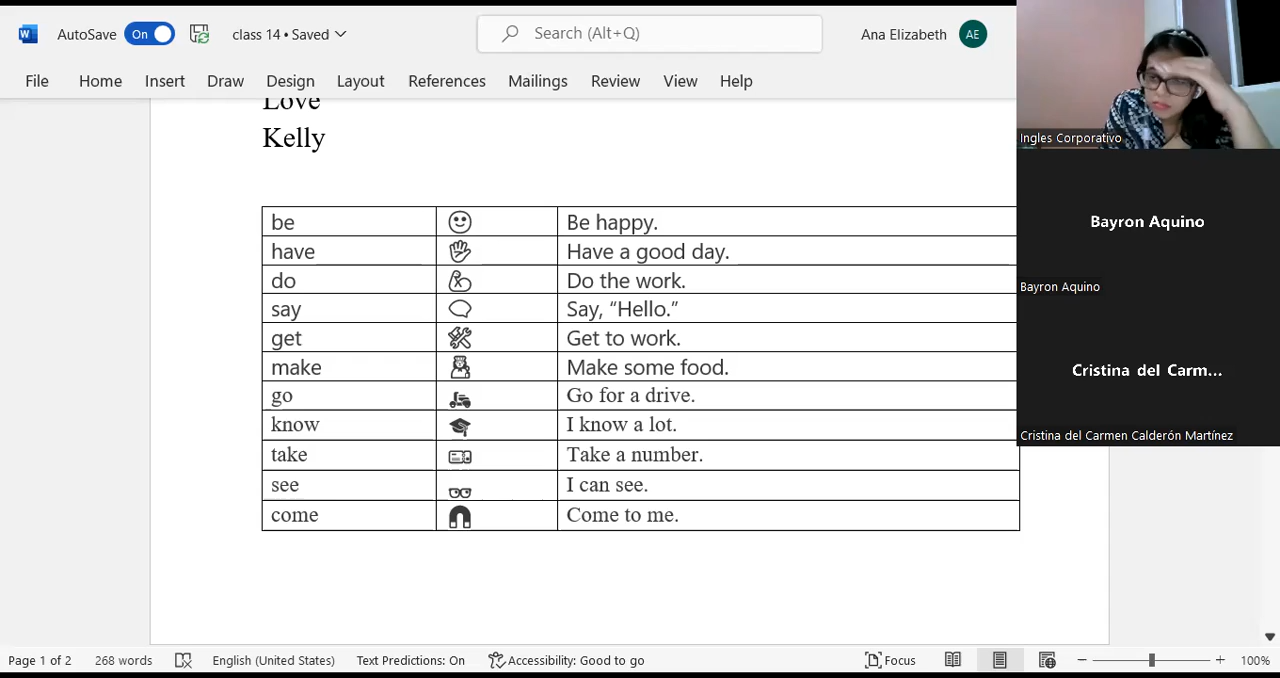 AutoSave On class 14 • Saved Search (Alt+Q) Ana Elizabeth AE
File Home Insert Draw Design Layout References Mailings Review View Help
Love
Kelly
be Be happy.
have Have a good day.
do Do the work.
say Say, “Hello.”
get Get to work.
make Make some food.
go Go for a drive.
know I know a lot.
take Take a number.
see I can see.
come Come to me.
Ingles Corporativo
Bayron Aquino
Bayron Aquino
Cristina del Carm...
Cristina del Carmen Calderón Martínez
Page 1 of 2 268 words English (United States) Text Predictions: On Accessibility: Good to go Focus 100%